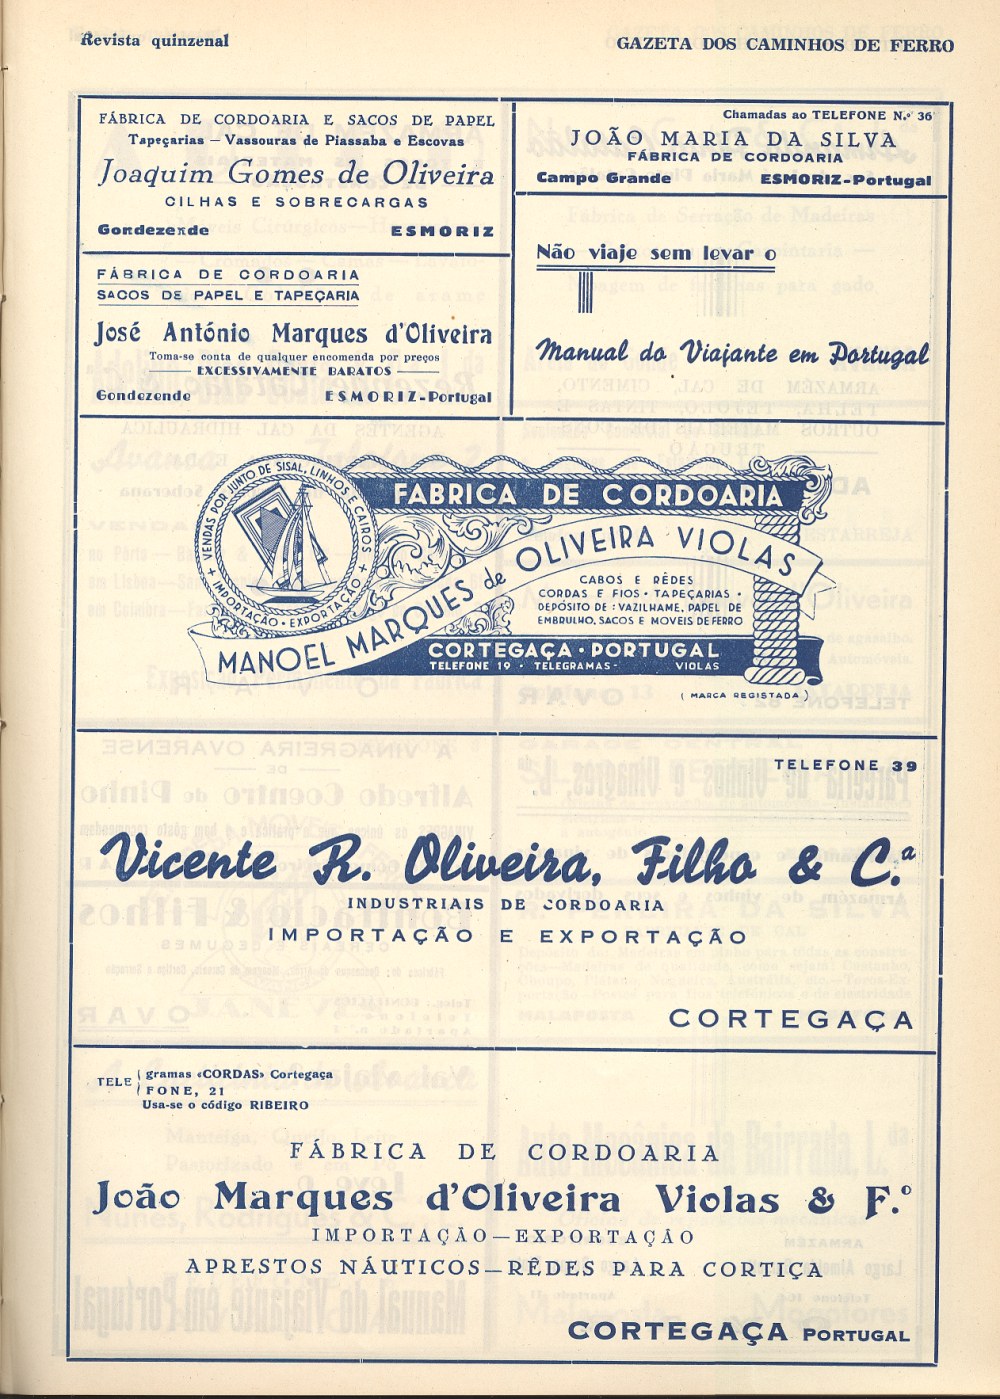 Revista quinzenal
GAZETA DOS CAMINHOS DE FERRO
FÁBRICA DE CORDOARIA E SACOS DE PAPEL
Tapeçarias – Vassouras de Piassaba e Escovas
Joaquim Gomes de Oliveira
CILHAS E SOBRECARGAS
Gondezende ESMORIZ
FÁBRICA DE CORDOARIA
SACOS DE PAPEL E TAPEÇARIA
José António Marques d'Oliveira
Toma-se conta de qualquer encomenda por preços
EXCESSIVAMENTE BARATOS
Gondezende ESMORIZ-Portugal
Chamadas ao TELEFONE N.º 36
JOÃO MARIA DA SILVA
FÁBRICA DE CORDOARIA
Campo Grande ESMORIZ-Portugal
Não viaje sem levar o
Manual do Viajante em Portugal
VENDAS POR JUNTO DE SISAL, LINHOS E CAIROS
+ IMPORTAÇÃO · EXPORTAÇÃO +
FABRICA DE CORDOARIA
MANOEL MARQUES de OLIVEIRA VIOLAS
CABOS E RÊDES
CORDAS E FIOS · TAPEÇARIAS ·
DEPÓSITO DE : VAZILHAME, PAPEL DE
EMBRULHO, SACOS E MOVEIS DE FERRO
CORTEGAÇA · PORTUGAL
TELEFONE 19 · TELEGRAMAS · VIOLAS
( MARCA REGISTADA )
TELEFONE 39
Vicente R. Oliveira, Filho & C.ª
INDUSTRIAIS DE CORDOARIA
IMPORTAÇÃO E EXPORTAÇÃO
CORTEGAÇA
TELE gramas «CORDAS» Cortegaça
FONE, 21
Usa-se o código RIBEIRO
FÁBRICA DE CORDOARIA
João Marques d'Oliveira Violas & F.º
IMPORTAÇÃO—EXPORTAÇÃO
APRESTOS NÁUTICOS—RÊDES PARA CORTIÇA
CORTEGAÇA PORTUGAL